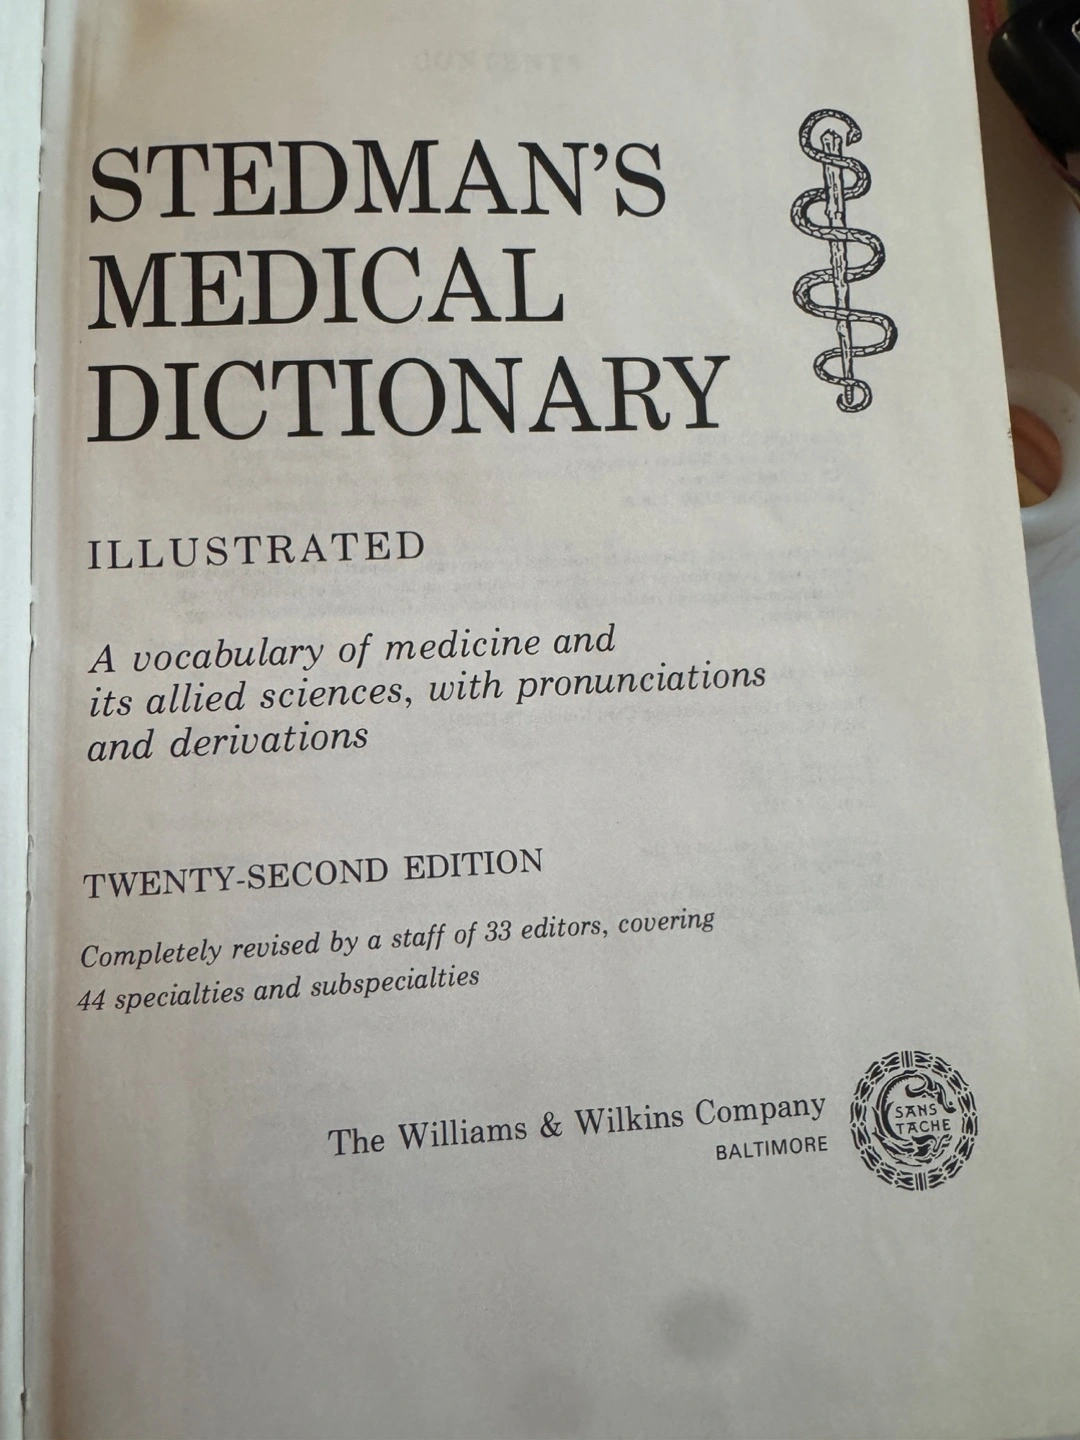 STEDMAN’S
MEDICAL
DICTIONARY
ILLUSTRATED
A vocabulary of medicine and
its allied sciences, with pronunciations
and derivations
TWENTY-SECOND EDITION
Completely revised by a staff of 33 editors, covering
44 specialties and subspecialties
The Williams & Wilkins Company
BALTIMORE
SANS
TACHE